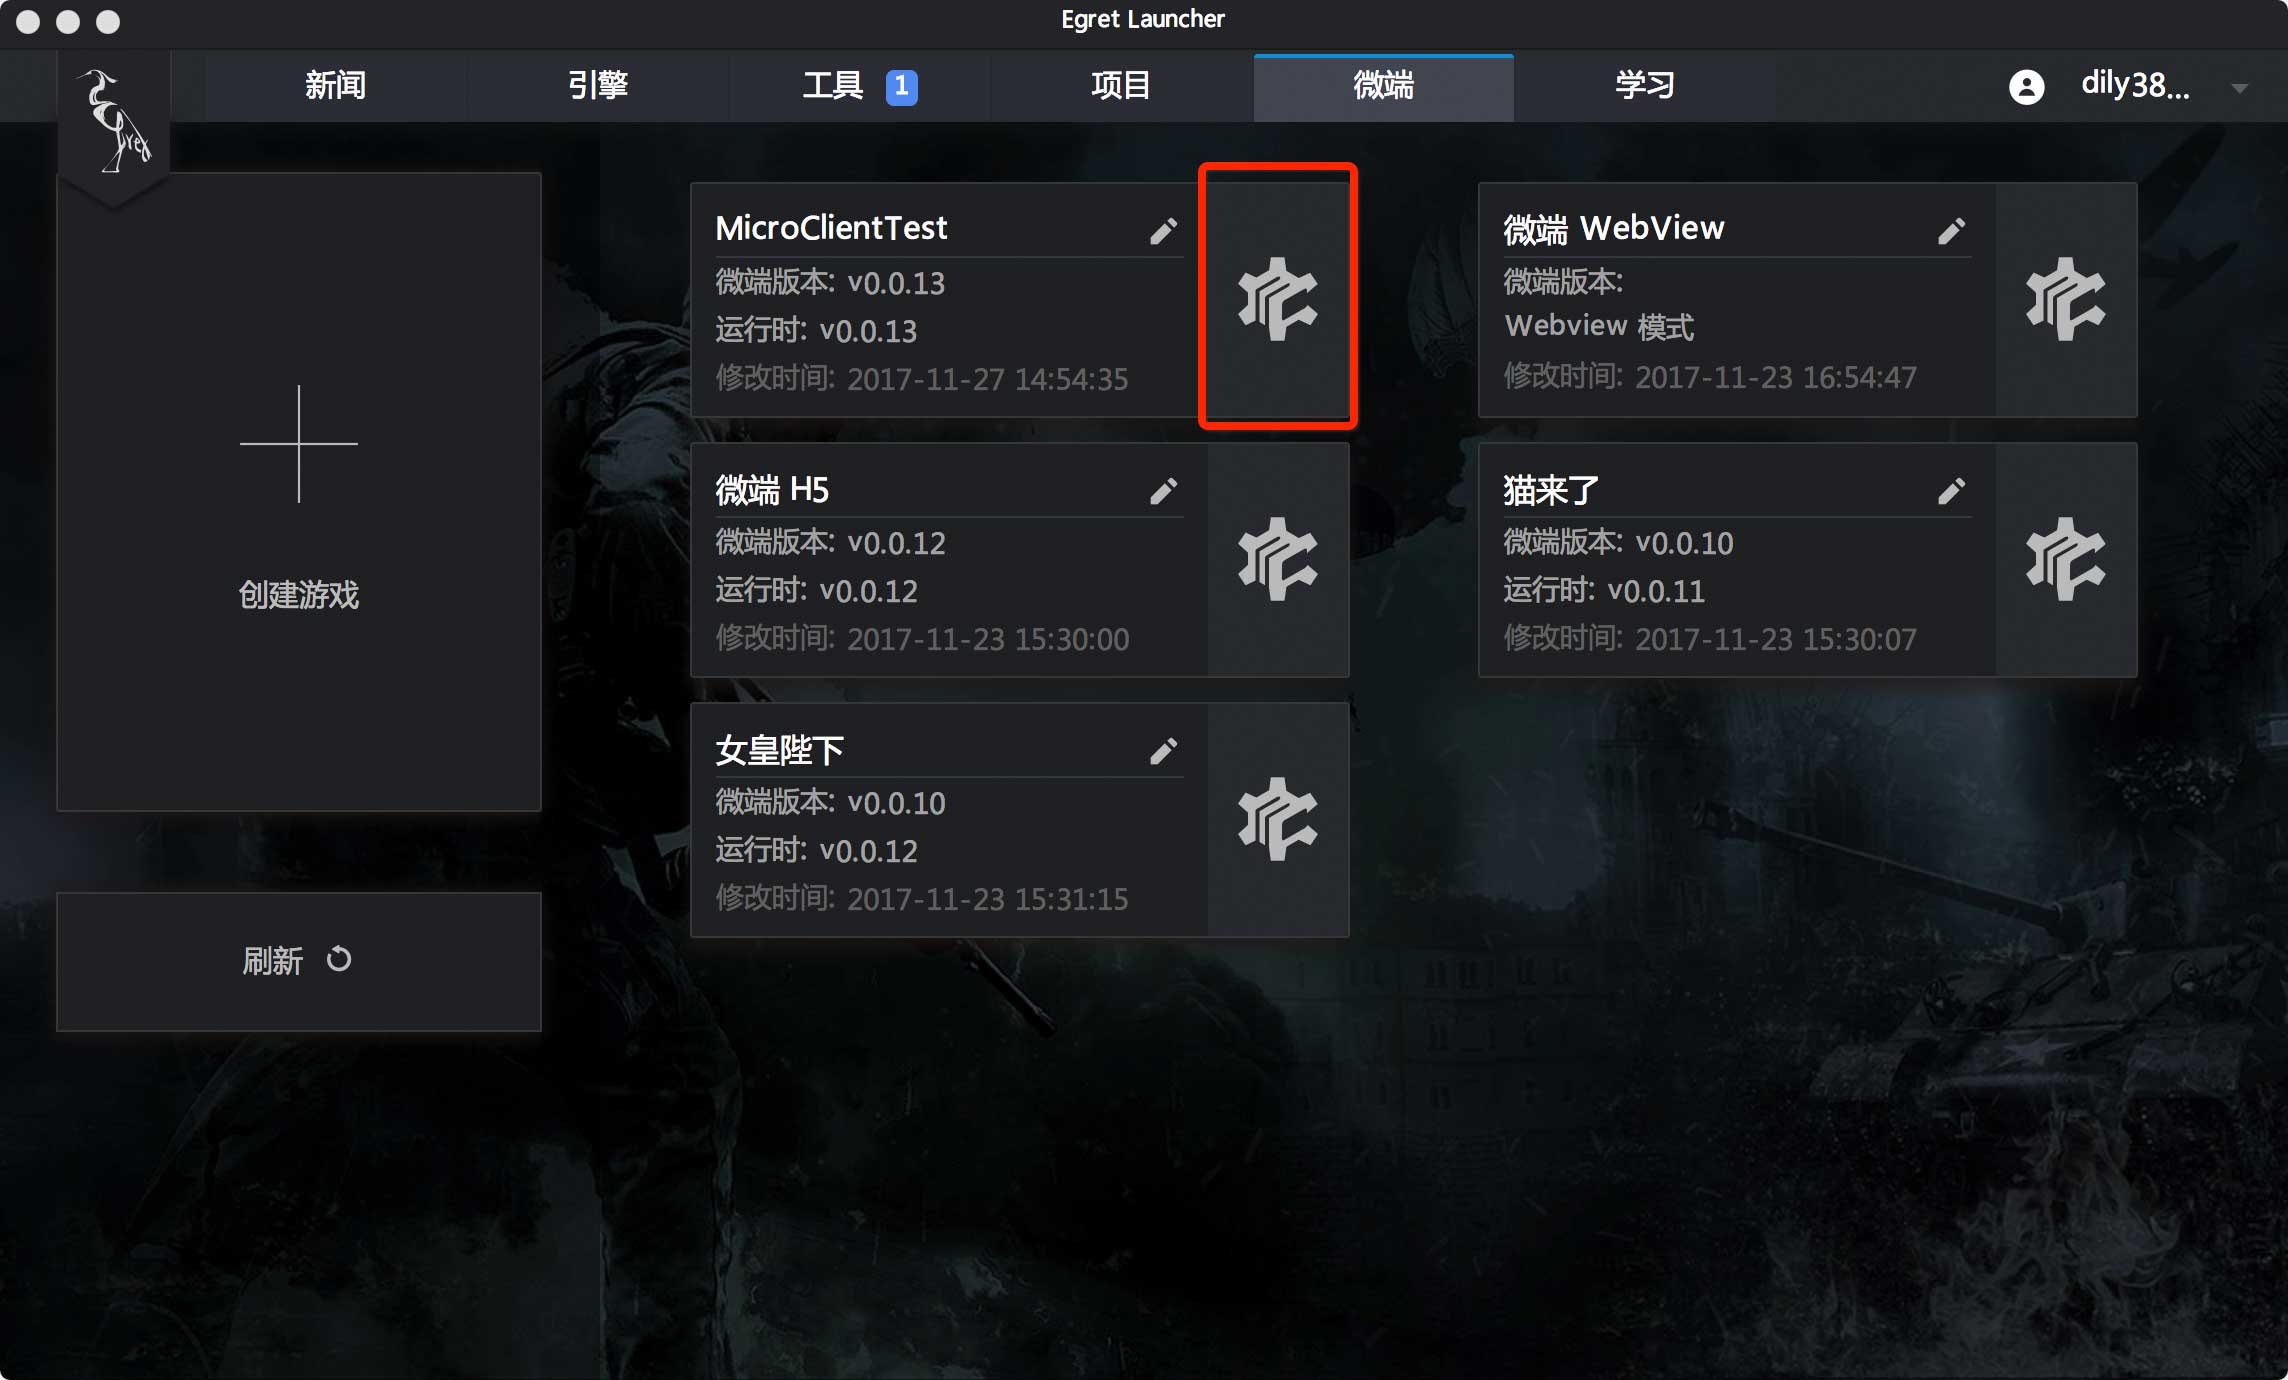 Egret Launcher
新闻
引擎
工具 1
项目
微端
学习
dily38...
Egret
创建游戏
刷新
MicroClientTest
微端版本: v0.0.13
运行时: v0.0.13
修改时间: 2017-11-27 14:54:35
微端 WebView
微端版本:
Webview 模式
修改时间: 2017-11-23 16:54:47
微端 H5
微端版本: v0.0.12
运行时: v0.0.12
修改时间: 2017-11-23 15:30:00
猫来了
微端版本: v0.0.10
运行时: v0.0.11
修改时间: 2017-11-23 15:30:07
女皇陛下
微端版本: v0.0.10
运行时: v0.0.12
修改时间: 2017-11-23 15:31:15